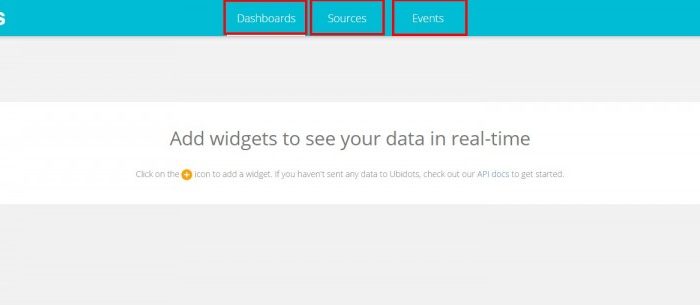 s
Dashboards Sources Events
Add widgets to see your data in real-time
Click on the icon to add a widget. If you haven't sent any data to Ubidots, check out our API docs to get started.